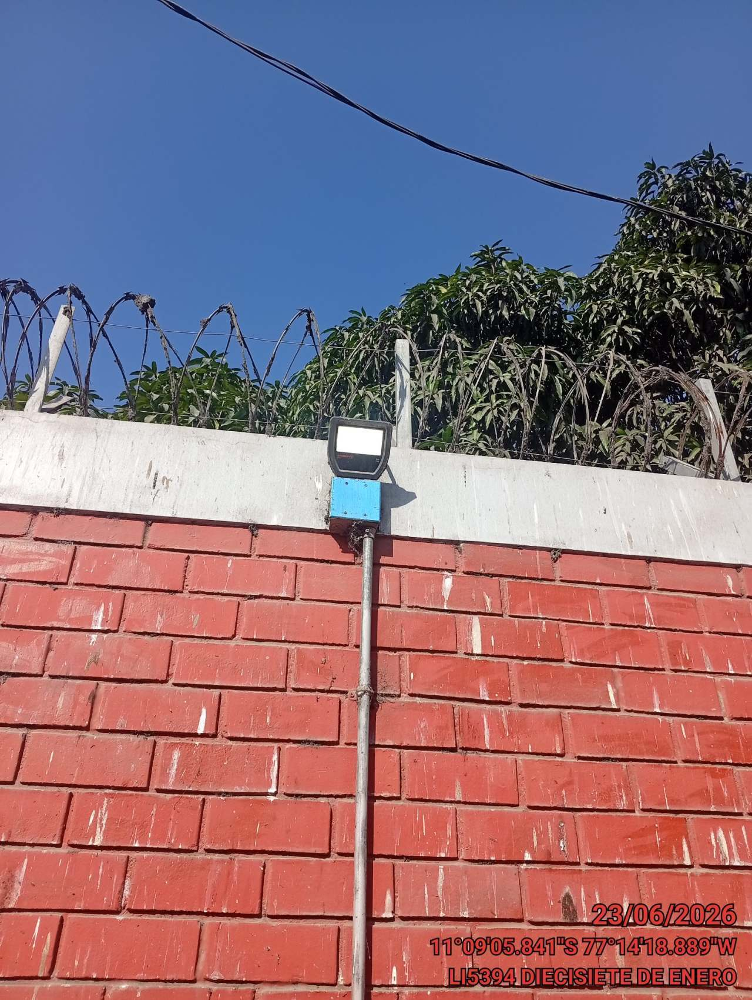 23/06/2026
11°09'05.841"S 77°14'18.889"W
LI5394 DIECISIETE DE ENERO